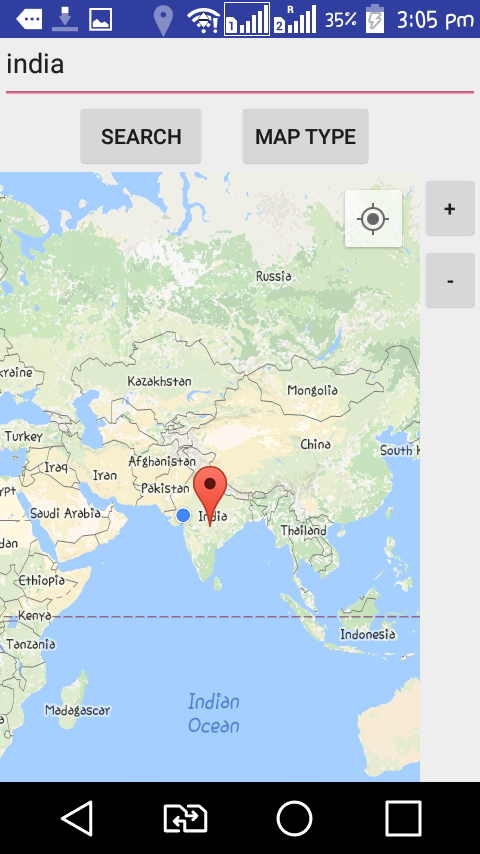 1 R 2 35% 3:05 pm
india
SEARCH MAP TYPE
+
-
Russia
kraine
Kazakhstan
Mongolia
Turkey
China
South K
Iraq
Iran
Afghanistan
Pakistan
ypt
Saudi Arabia
India
Thailand
dan
Ethiopia
Kenya
Indonesia
Tanzania
Madagascar
Indian
Ocean